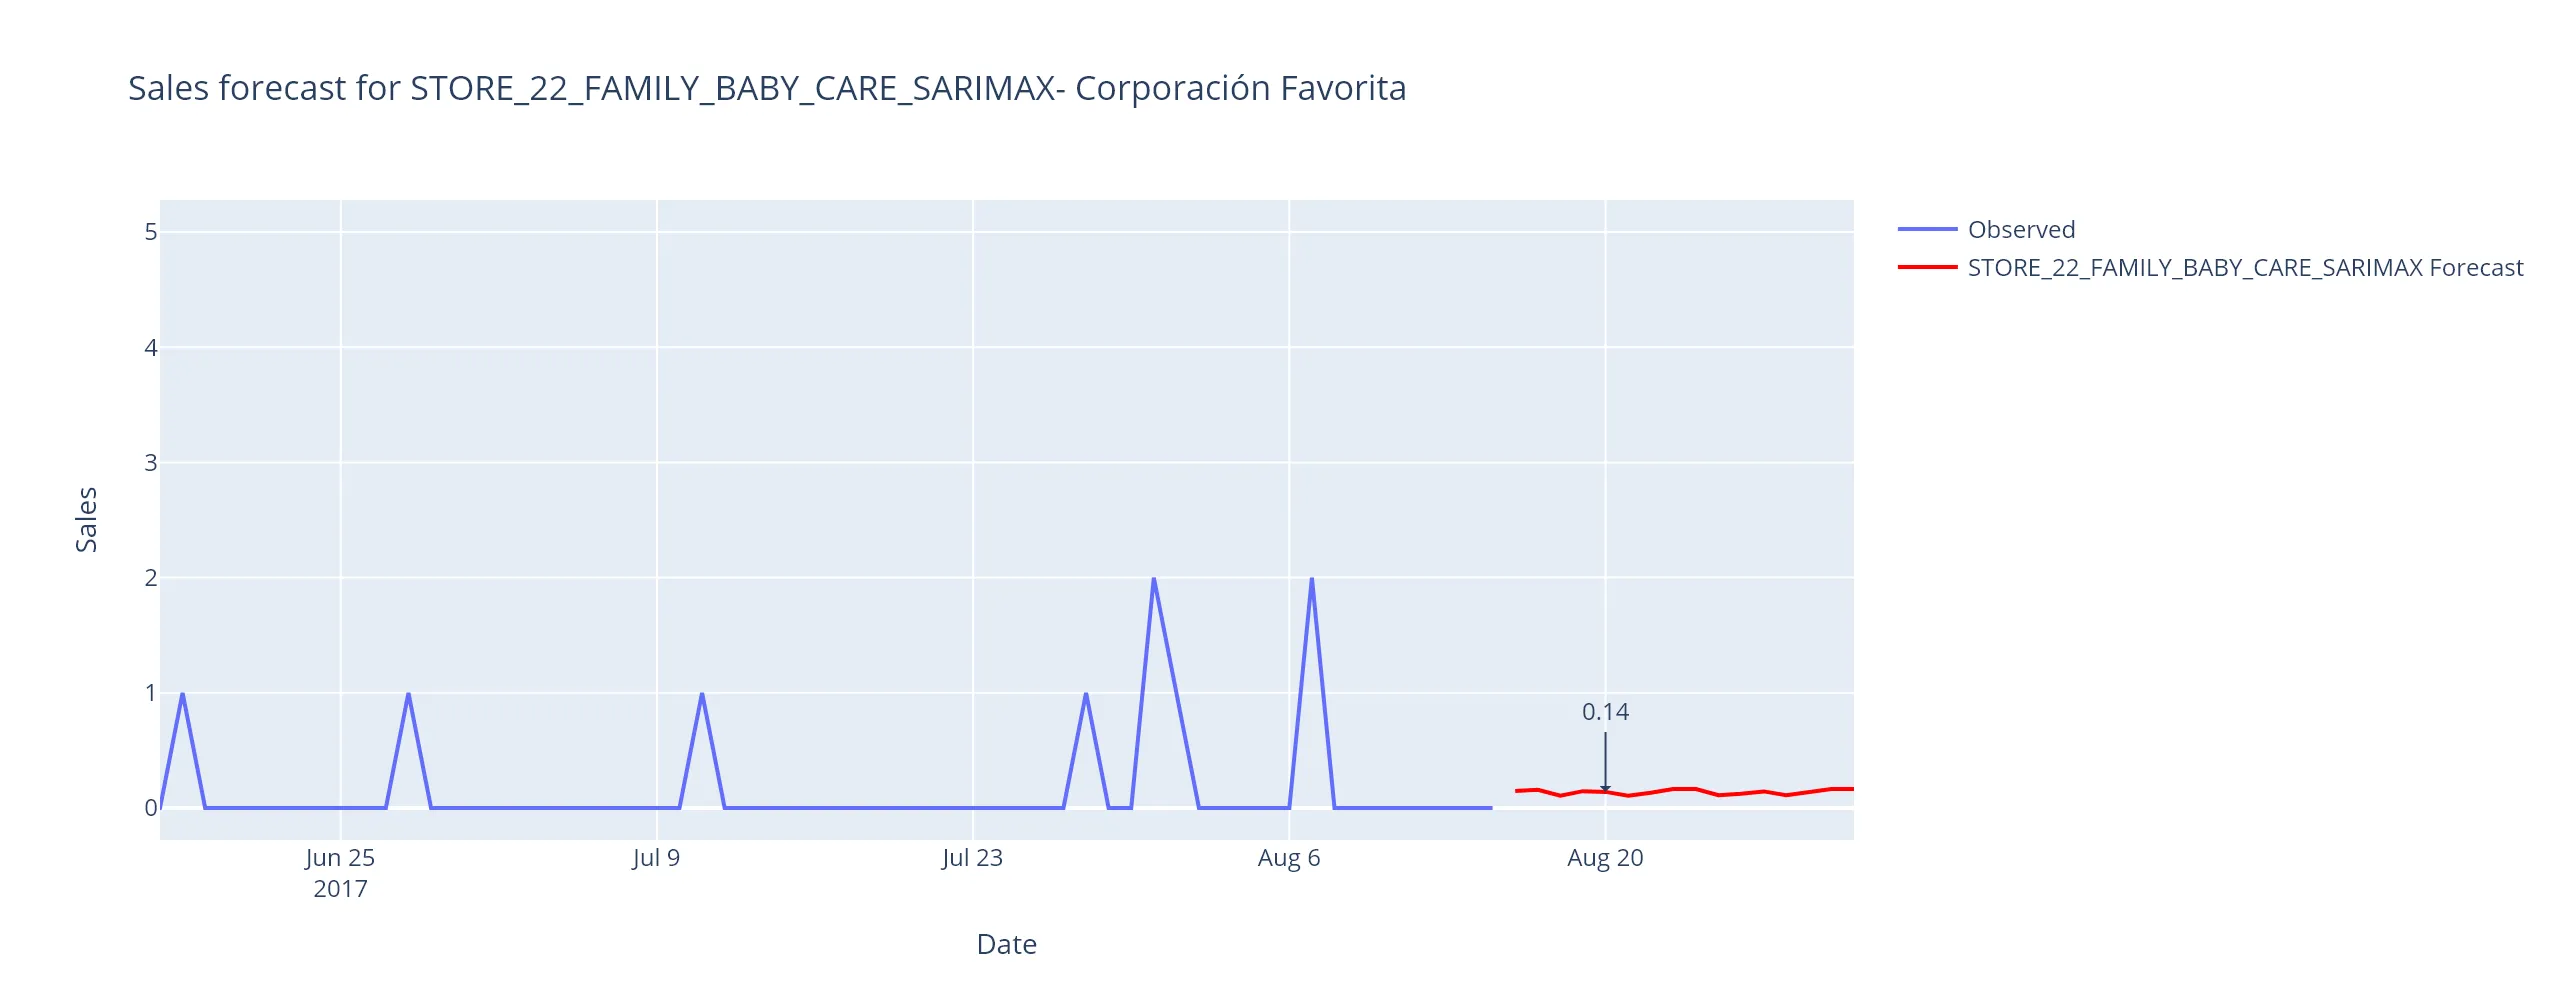 Sales forecast for STORE_22_FAMILY_BABY_CARE_SARIMAX- Corporación Favorita
Observed
STORE_22_FAMILY_BABY_CARE_SARIMAX Forecast
5
4
3
2
1
0
Sales
0.14
Jun 25
2017
Jul 9
Jul 23
Aug 6
Aug 20
Date